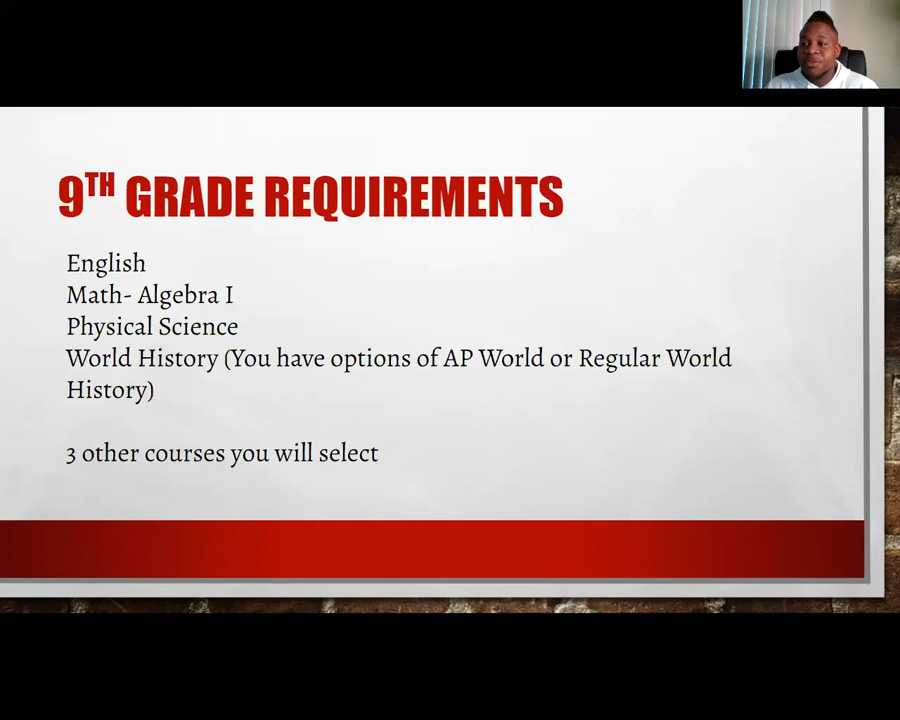 9TH GRADE REQUIREMENTS
English
Math- Algebra I
Physical Science
World History (You have options of AP World or Regular World
History)
3 other courses you will select